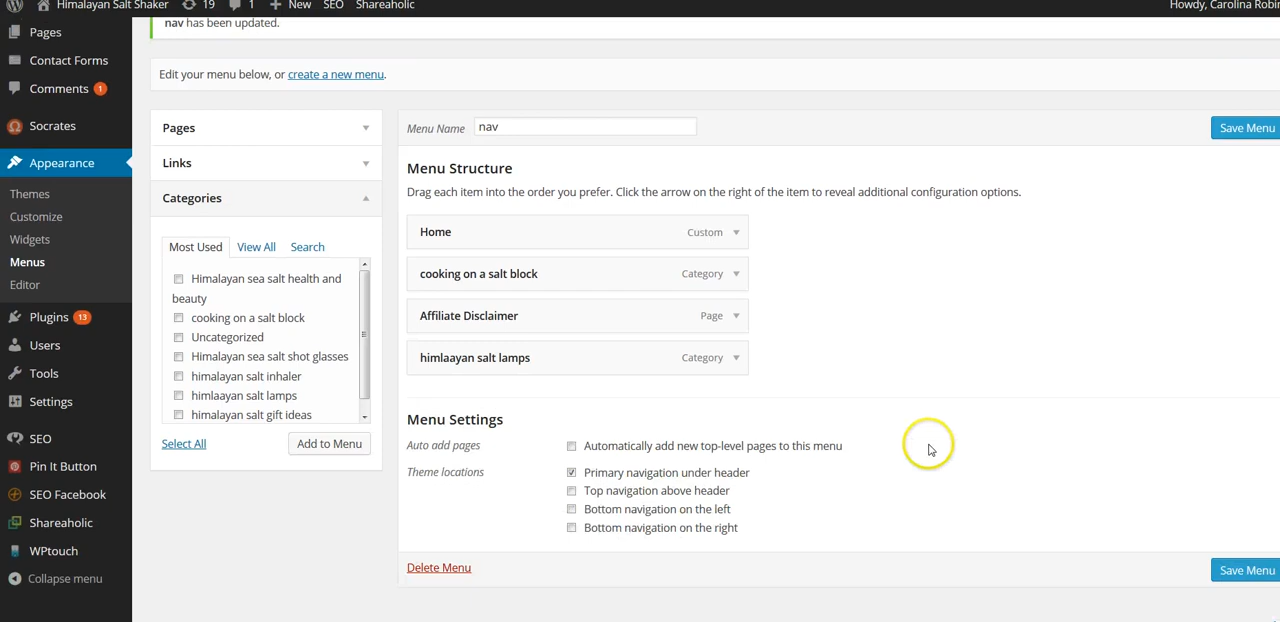 Himalayan Salt Shaker 19 1 New SEO Shareaholic Howdy, Carolina Robin
Pages
Contact Forms
Comments 1
Socrates
Appearance
Themes
Customize
Widgets
Menus
Editor
Plugins 13
Users
Tools
Settings
SEO
Pin It Button
SEO Facebook
Shareaholic
WPtouch
Collapse menu
nav has been updated.
Edit your menu below, or create a new menu.
Pages
Links
Categories
Most Used View All Search
Himalayan sea salt health and
beauty
cooking on a salt block
Uncategorized
Himalayan sea salt shot glasses
himalayan salt inhaler
himlaayan salt lamps
himalayan salt gift ideas
Select All Add to Menu
Menu Name nav Save Menu
Menu Structure
Drag each item into the order you prefer. Click the arrow on the right of the item to reveal additional configuration options.
Home Custom
cooking on a salt block Category
Affiliate Disclaimer Page
himlaayan salt lamps Category
Menu Settings
Auto add pages Automatically add new top-level pages to this menu
Theme locations Primary navigation under header
Top navigation above header
Bottom navigation on the left
Bottom navigation on the right
Delete Menu Save Menu